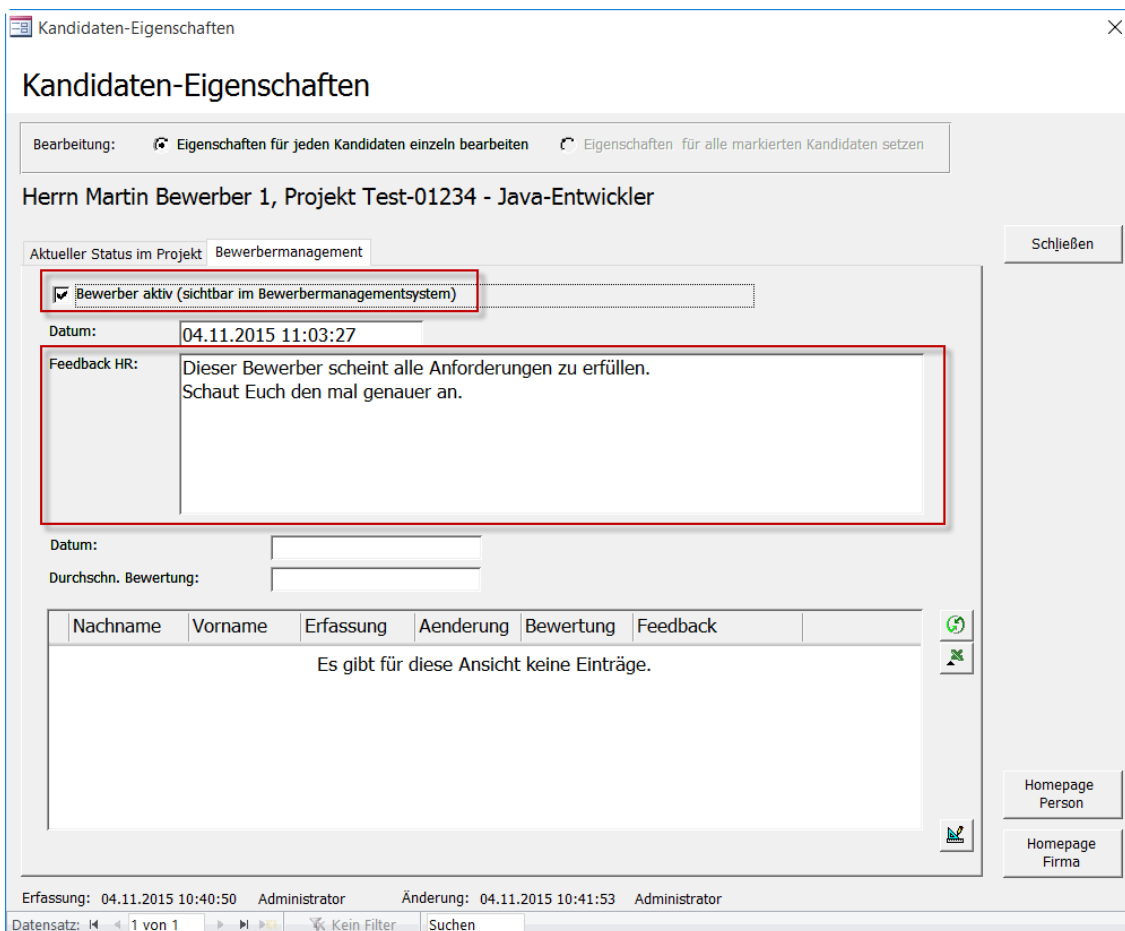 Kandidaten-Eigenschaften
Kandidaten-Eigenschaften
Bearbeitung: Eigenschaften für jeden Kandidaten einzeln bearbeiten Eigenschaften für alle markierten Kandidaten setzen
Herrn Martin Bewerber 1, Projekt Test-01234 - Java-Entwickler
Schließen
Aktueller Status im Projekt Bewerbermanagement
Bewerber aktiv (sichtbar im Bewerbermanagementsystem)
Datum: 04.11.2015 11:03:27
Feedback HR: Dieser Bewerber scheint alle Anforderungen zu erfüllen.
Schaut Euch den mal genauer an.
Datum:
Durchschn. Bewertung:
Nachname Vorname Erfassung Aenderung Bewertung Feedback
Es gibt für diese Ansicht keine Einträge.
Homepage
Person
Homepage
Firma
Erfassung: 04.11.2015 10:40:50 Administrator Änderung: 04.11.2015 10:41:53 Administrator
Datensatz: 1 von 1 Kein Filter Suchen